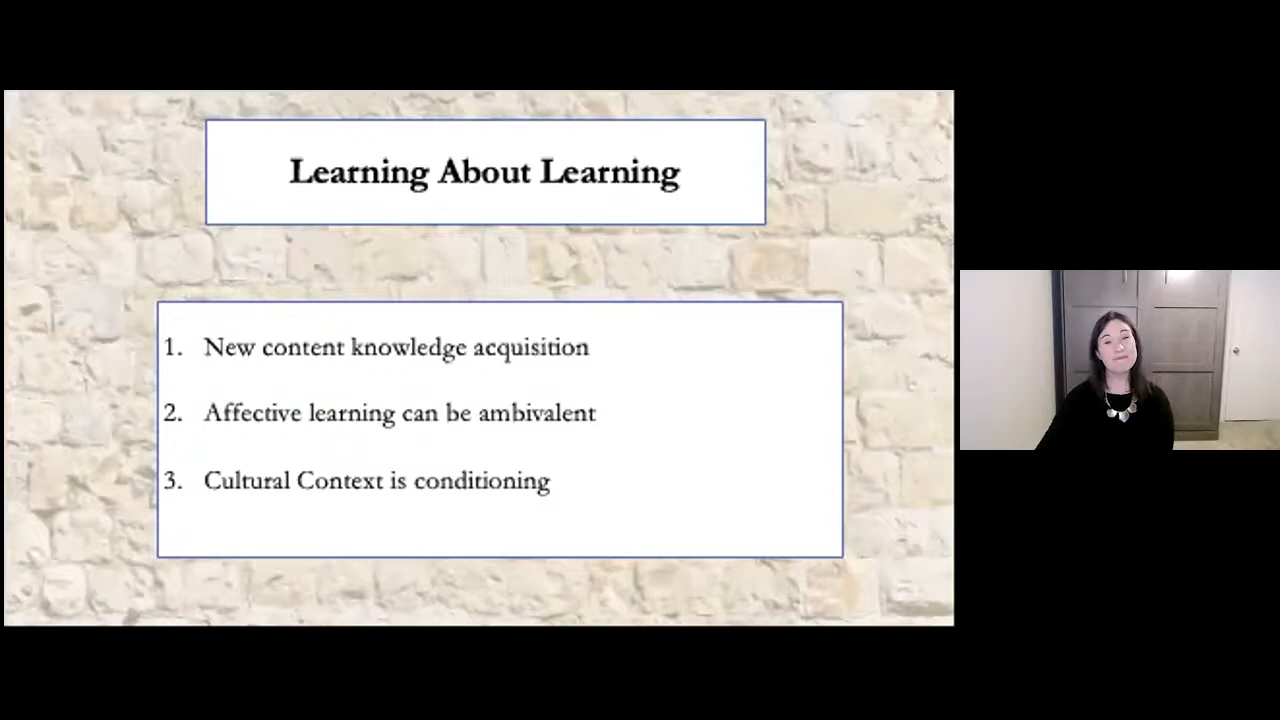 Learning About Learning
1. New content knowledge acquisition
2. Affective learning can be ambivalent
3. Cultural Context is conditioning